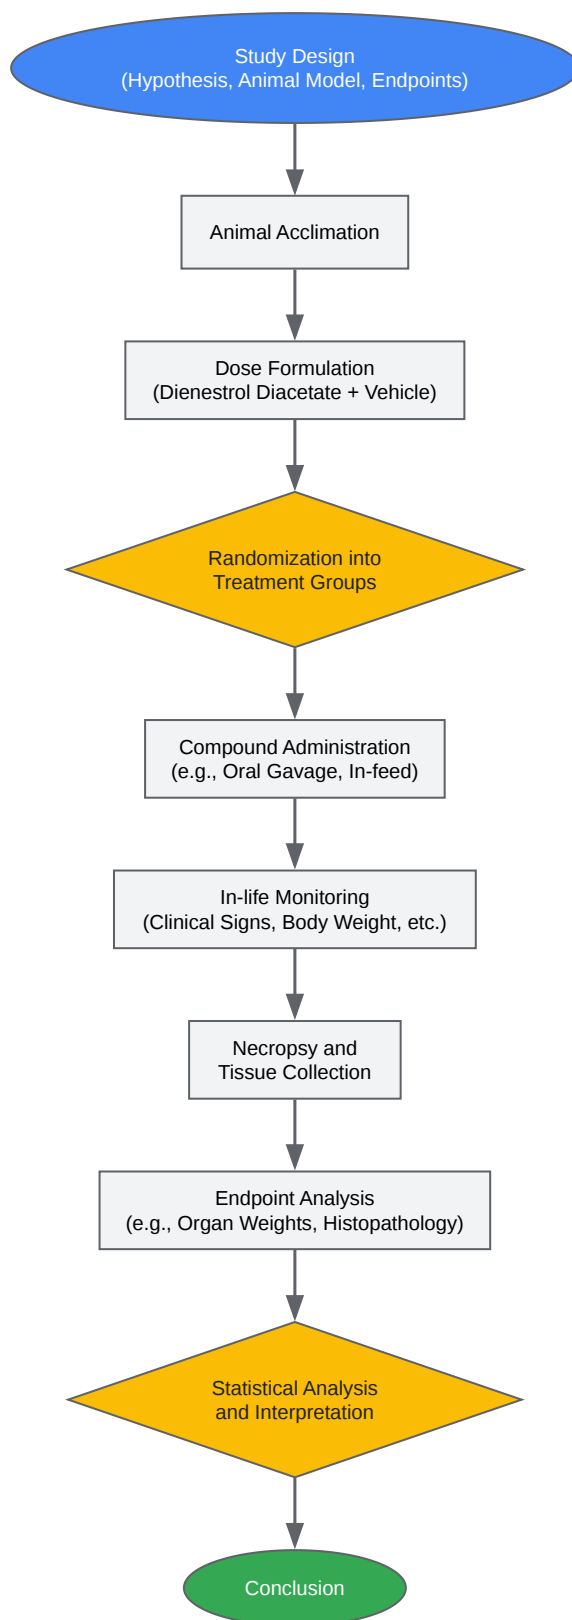 Study Design
(Hypothesis, Animal Model, Endpoints)
Animal Acclimation
Dose Formulation
(Dienestrol Diacetate + Vehicle)
Randomization into
Treatment Groups
Compound Administration
(e.g., Oral Gavage, In-feed)
In-life Monitoring
(Clinical Signs, Body Weight, etc.)
Necropsy and
Tissue Collection
Endpoint Analysis
(e.g., Organ Weights, Histopathology)
Statistical Analysis
and Interpretation
Conclusion